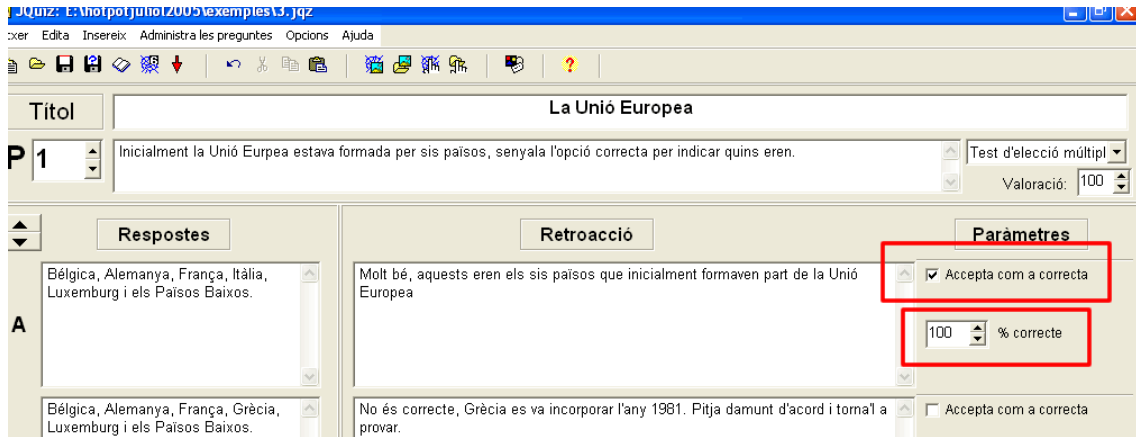 JQuiz: E:\hotpotjuliol2005\exemples\3.jqz
xer Edita Insereix Administra les preguntes Opcions Ajuda
Títol
La Unió Europea
P 1
Inicialment la Unió Eurpea estava formada per sis països, senyala l'opció correcta per indicar quins eren.
Test d'elecció múltipl
Valoració: 100
Respostes
Retroacció
Paràmetres
Bélgica, Alemanya, França, Itàlia,
Luxemburg i els Països Baixos.
Molt bé, aquests eren els sis països que inicialment formaven part de la Unió
Europea
Accepta com a correcta
A
100 % correcte
Bélgica, Alemanya, França, Grècia,
Luxemburg i els Països Baixos.
No és correcte, Grècia es va incorporar l'any 1981. Pitja damunt d'acord i torna'l a
provar.
Accepta com a correcta